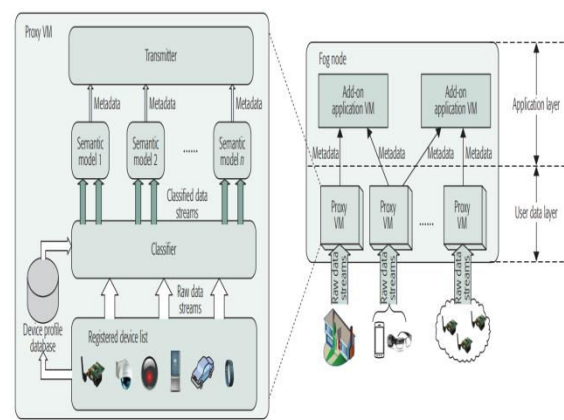 Proxy VM
Transmitter
Metadata
Metadata
Metadata
Semantic
model 1
Semantic
model 2
......
Semantic
model n
Classified data
streams
Classifier
Raw data
streams
Device profile
database
Registered device list
Fog node
Add-on
application VM
Add-on
application VM
Metadata
Metadata
Metadata
Metadata
Application layer
Proxy
VM
Proxy
VM
......
Proxy
VM
User data layer
Raw data
streams
Raw data
streams
Raw data
streams